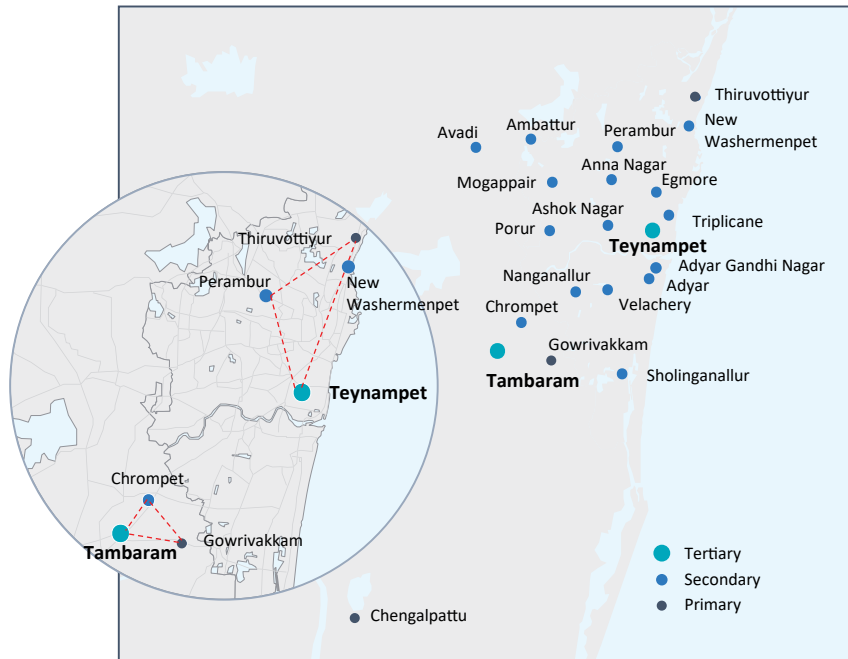 Thiruvottiyur
New
Washermenpet
Ambattur
Avadi
Perambur
Anna Nagar
Mogappair
Egmore
Ashok Nagar
Triplicane
Porur
Teynampet
Adyar Gandhi Nagar
Nanganallur
Adyar
Chrompet
Velachery
Gowrivakkam
Tambaram
Sholinganallur
Thiruvottiyur
Perambur
New
Washermenpet
Teynampet
Chrompet
Gowrivakkam
Tambaram
Chengalpattu
Tertiary
Secondary
Primary